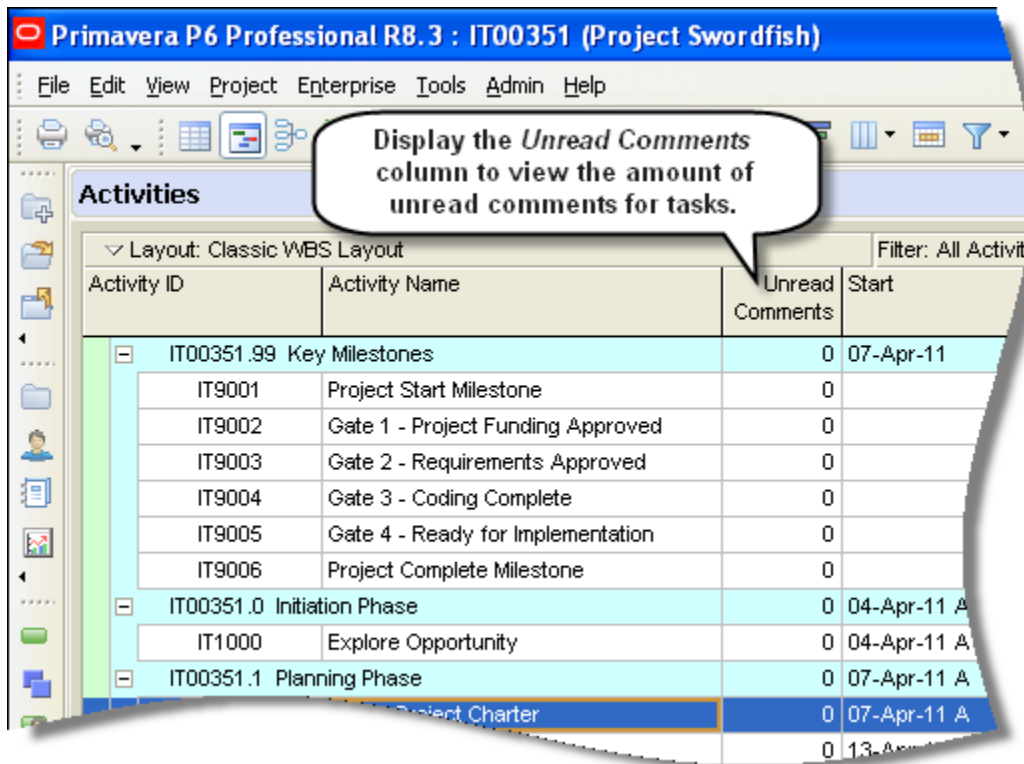 Primavera P6 Professional R8.3 : IT00351 (Project Swordfish)
File Edit View Project Enterprise Tools Admin Help
Display the Unread Comments
column to view the amount of
unread comments for tasks.
Activities
Layout: Classic WBS Layout Filter: All
Activity ID Activity Name Unread Comments Start
IT00351.99 Key Milestones 0 07-Apr-11
IT9001 Project Start Milestone 0
IT9002 Gate 1 - Project Funding Approved 0
IT9003 Gate 2 - Requirements Approved 0
IT9004 Gate 3 - Coding Complete 0
IT9005 Gate 4 - Ready for Implementation 0
IT9006 Project Complete Milestone 0
IT00351.0 Initiation Phase 0 04-Apr-11 A
IT1000 Explore Opportunity 0 04-Apr-11 A
IT00351.1 Planning Phase 0 07-Apr-11 A
Project Charter 0 07-Apr-11 A
0